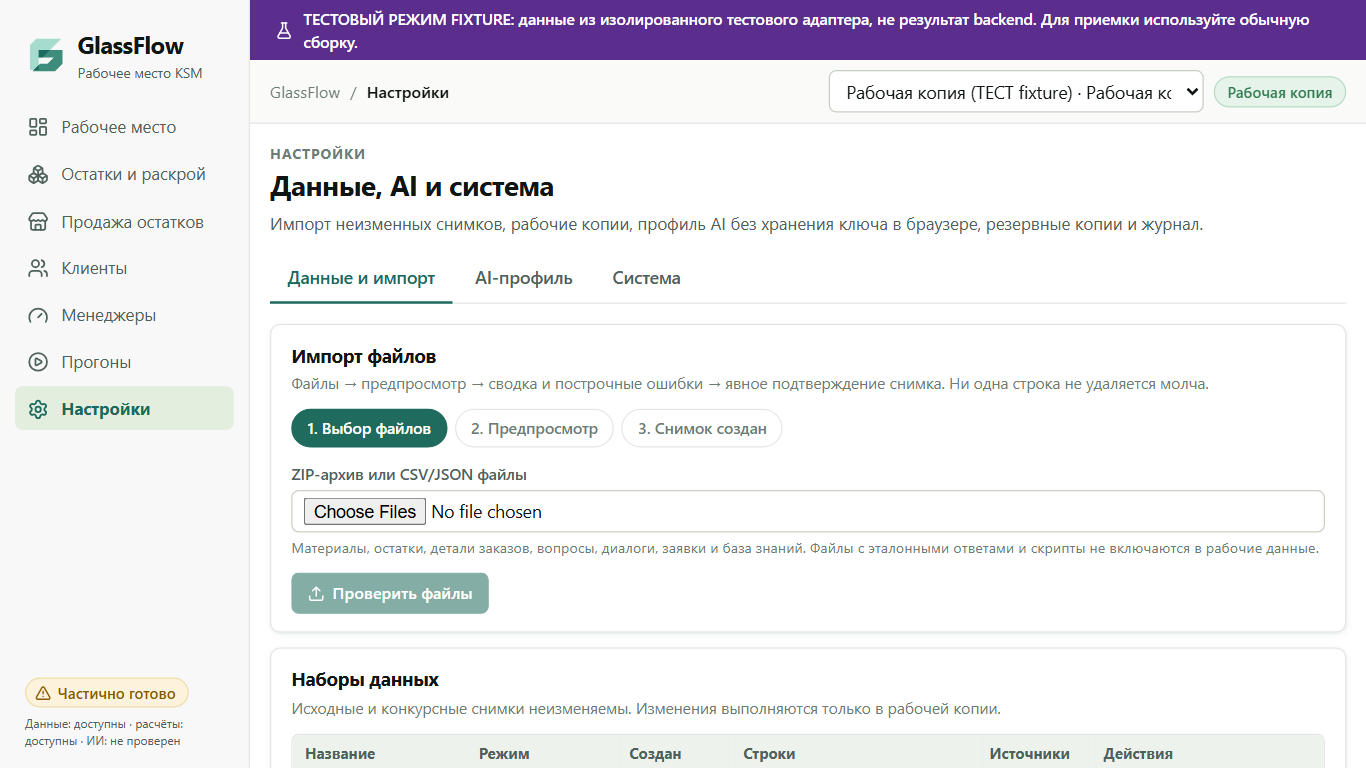 GlassFlow
Рабочее место KSM
Рабочее место
Остатки и раскрой
Продажа остатков
Клиенты
Менеджеры
Прогоны
Настройки
Частично готово
Данные: доступны · расчёты:
доступны · ИИ: не проверен
ТЕСТОВЫЙ РЕЖИМ FIXTURE: данные из изолированного тестового адаптера, не результат backend. Для приемки используйте обычную
сборку.
GlassFlow / Настройки
Рабочая копия (ТЕСТ fixture) · Рабочая кс
Рабочая копия
НАСТРОЙКИ
Данные, AI и система
Импорт неизменных снимков, рабочие копии, профиль AI без хранения ключа в браузере, резервные копии и журнал.
Данные и импорт
AI-профиль
Система
Импорт файлов
Файлы → предпросмотр → сводка и построчные ошибки → явное подтверждение снимка. Ни одна строка не удаляется молча.
1. Выбор файлов
2. Предпросмотр
3. Снимок создан
ZIP-архив или CSV/JSON файлы
Choose Files No file chosen
Материалы, остатки, детали заказов, вопросы, диалоги, заявки и база знаний. Файлы с эталонными ответами и скрипты не включаются в рабочие данные.
Проверить файлы
Наборы данных
Исходные и конкурсные снимки неизменяемы. Изменения выполняются только в рабочей копии.
Название Режим Создан Строки Источники Действия